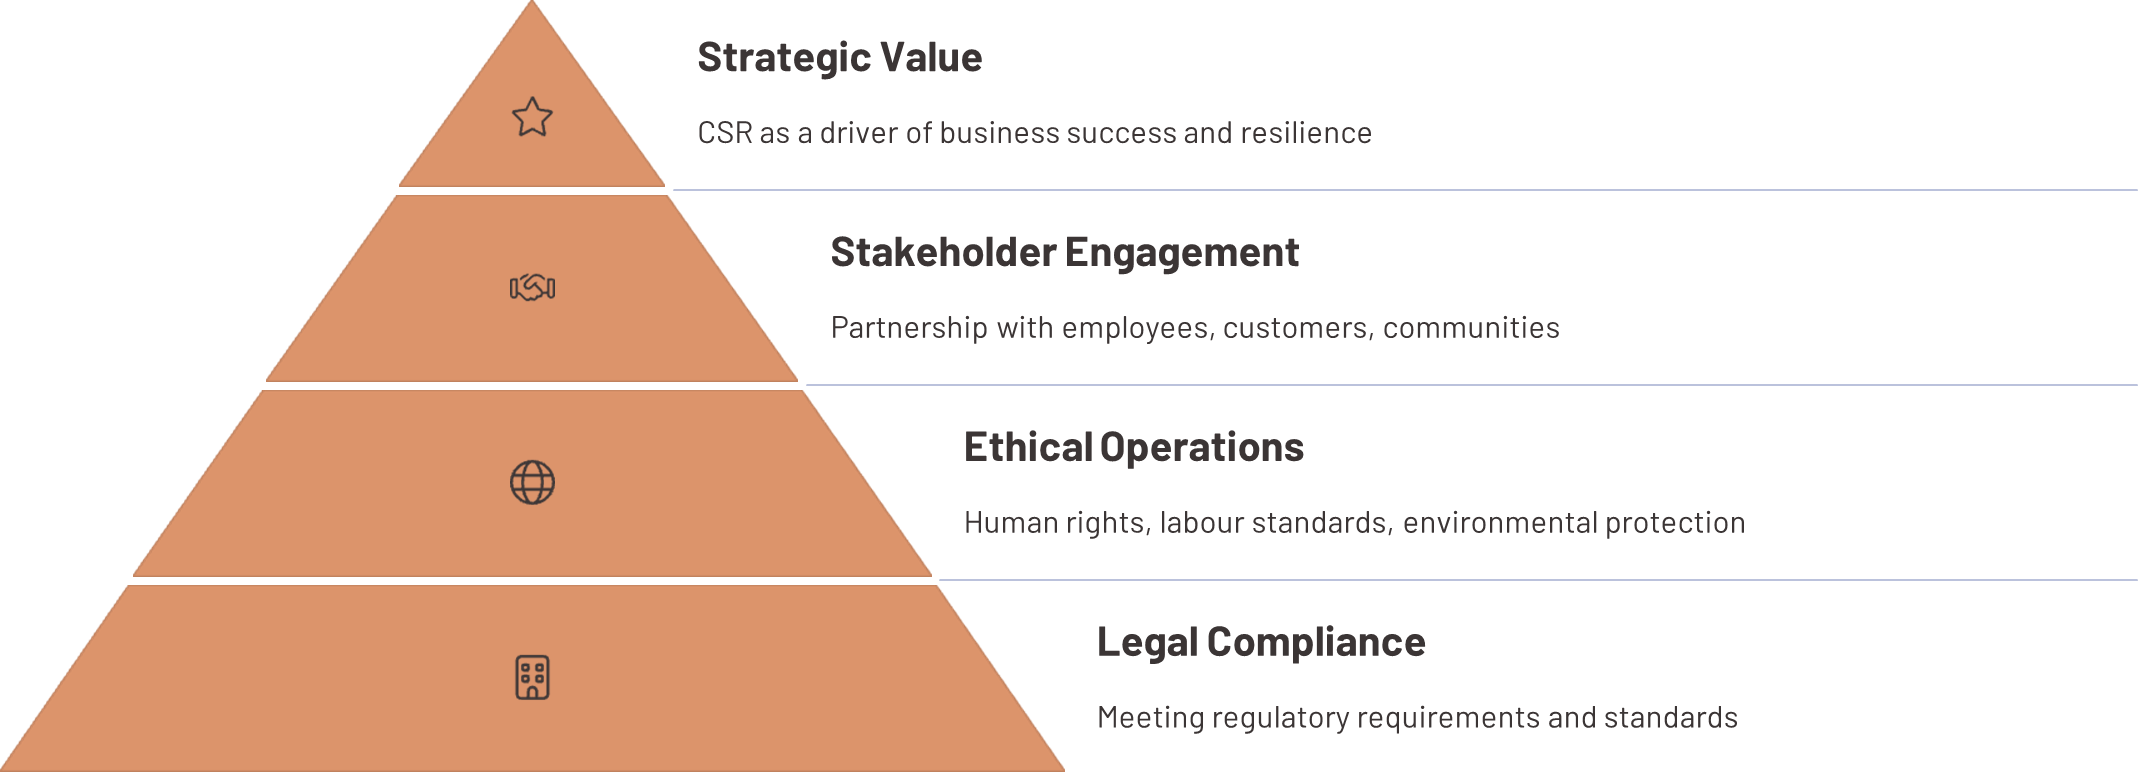 Strategic Value
CSR as a driver of business success and resilience
Stakeholder Engagement
Partnership with employees, customers, communities
Ethical Operations
Human rights, labour standards, environmental protection
Legal Compliance
Meeting regulatory requirements and standards